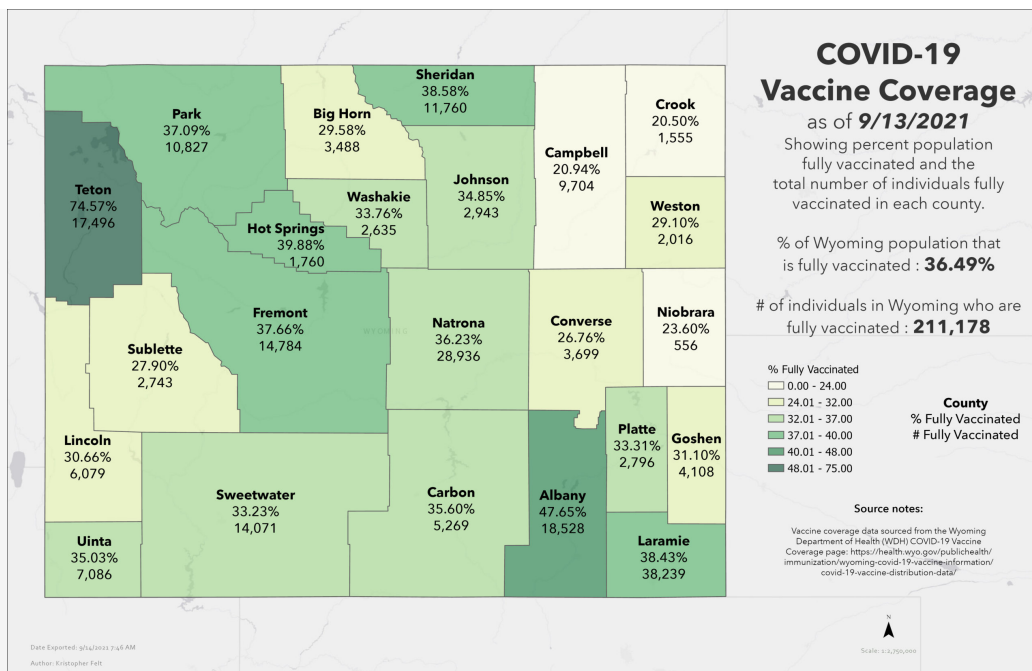 COVID-19
Vaccine Coverage
as of 9/13/2021
Showing percent population
fully vaccinated and the
total number of individuals fully
vaccinated in each county.
% of Wyoming population that
is fully vaccinated : 36.49%
# of individuals in Wyoming who are
fully vaccinated : 211,178
% Fully Vaccinated
0.00 - 24.00
24.01 - 32.00
32.01 - 37.00
37.01 - 40.00
40.01 - 48.00
48.01 - 75.00
County
% Fully Vaccinated
# Fully Vaccinated
Source notes:
Vaccine coverage data sourced from the Wyoming
Department of Health (WDH) COVID-19 Vaccine
Coverage page: https://health.wyo.gov/publichealth/
immunization/wyoming-covid-19-vaccine-information/
covid-19-vaccine-distribution-data/
N
Scale: 1:2,750,000
Park
37.09%
10,827
Big Horn
29.58%
3,488
Sheridan
38.58%
11,760
Campbell
20.94%
9,704
Crook
20.50%
1,555
Teton
74.57%
17,496
Washakie
33.76%
2,635
Johnson
34.85%
2,943
Weston
29.10%
2,016
Hot Springs
39.88%
1,760
Fremont
37.66%
14,784
WYOMING
Natrona
36.23%
28,936
Converse
26.76%
3,699
Niobrara
23.60%
556
Sublette
27.90%
2,743
Lincoln
30.66%
6,079
Sweetwater
33.23%
14,071
Carbon
35.60%
5,269
Albany
47.65%
18,528
Platte
33.31%
2,796
Goshen
31.10%
4,108
Uinta
35.03%
7,086
Laramie
38.43%
38,239
Date Exported: 9/14/2021 7:46 AM
Author: Kristopher Felt